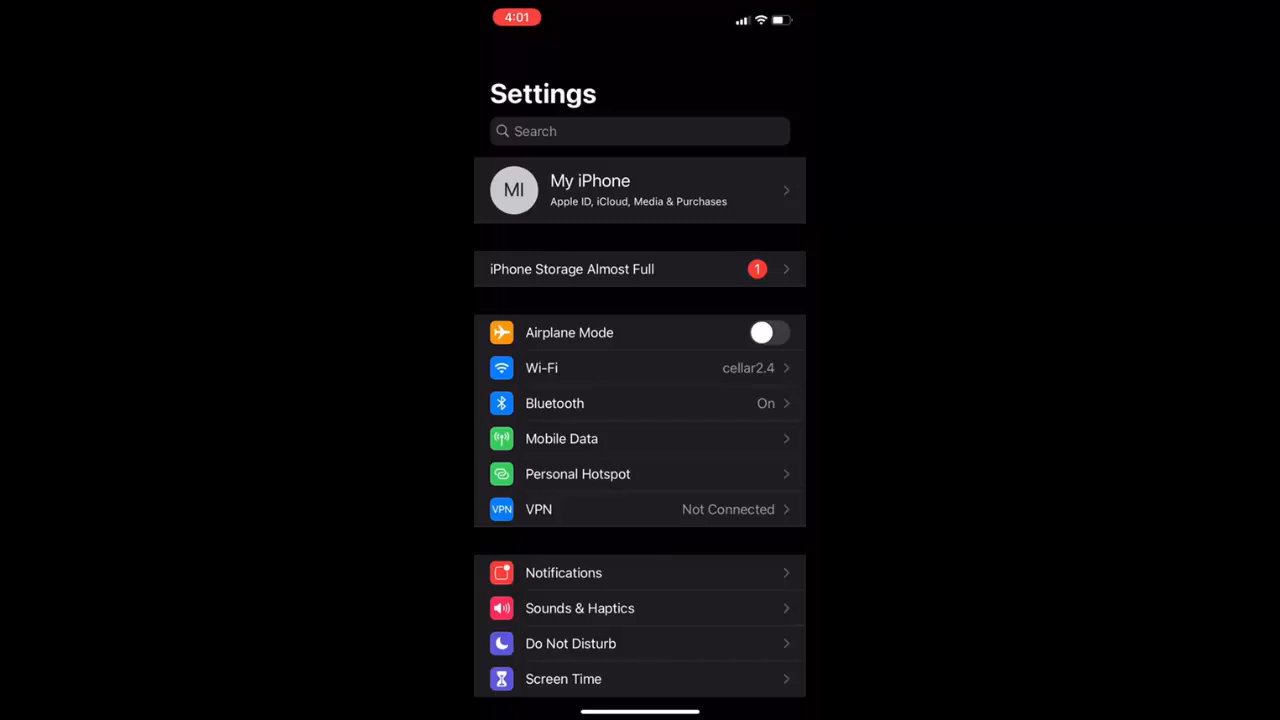 4:01
Settings
Search
MI
My iPhone
Apple ID, iCloud, Media & Purchases
iPhone Storage Almost Full 1
Airplane Mode
Wi-Fi cellar2.4
Bluetooth On
Mobile Data
Personal Hotspot
VPN VPN Not Connected
Notifications
Sounds & Haptics
Do Not Disturb
Screen Time